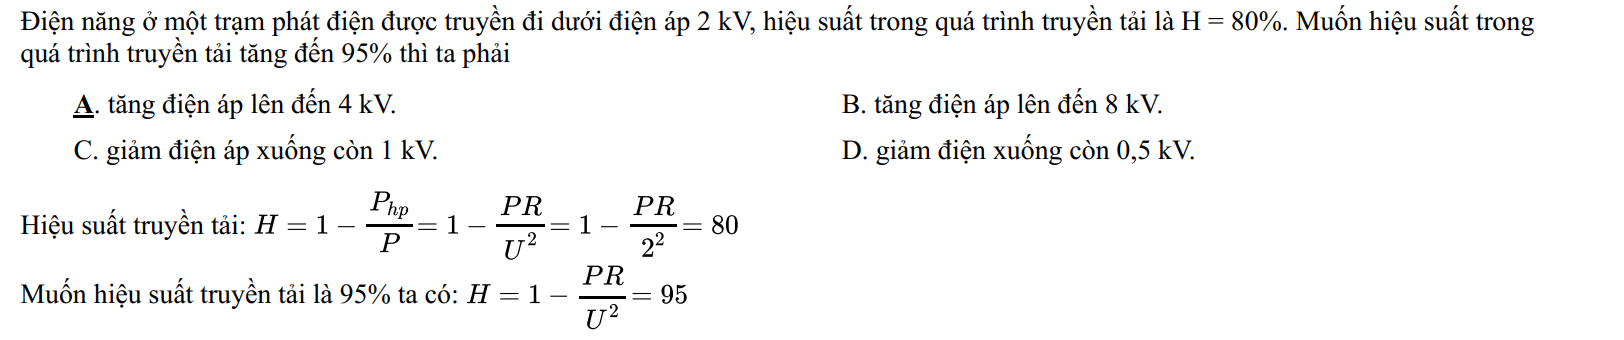 Điện năng ở một trạm phát điện được truyền đi dưới điện áp 2 kV, hiệu suất trong quá trình truyền tải là H = 80%. Muốn hiệu suất trong
quá trình truyền tải tăng đến 95% thì ta phải
A. tăng điện áp lên đến 4 kV. B. tăng điện áp lên đến 8 kV.
C. giảm điện áp xuống còn 1 kV. D. giảm điện xuống còn 0,5 kV.
Hiệu suất truyền tải: $H = 1 - \frac{P_{hp}}{P} = 1 - \frac{PR}{U^2} = 1 - \frac{PR}{2^2} = 80$
Muốn hiệu suất truyền tải là 95% ta có: $H = 1 - \frac{PR}{U^2} = 95$